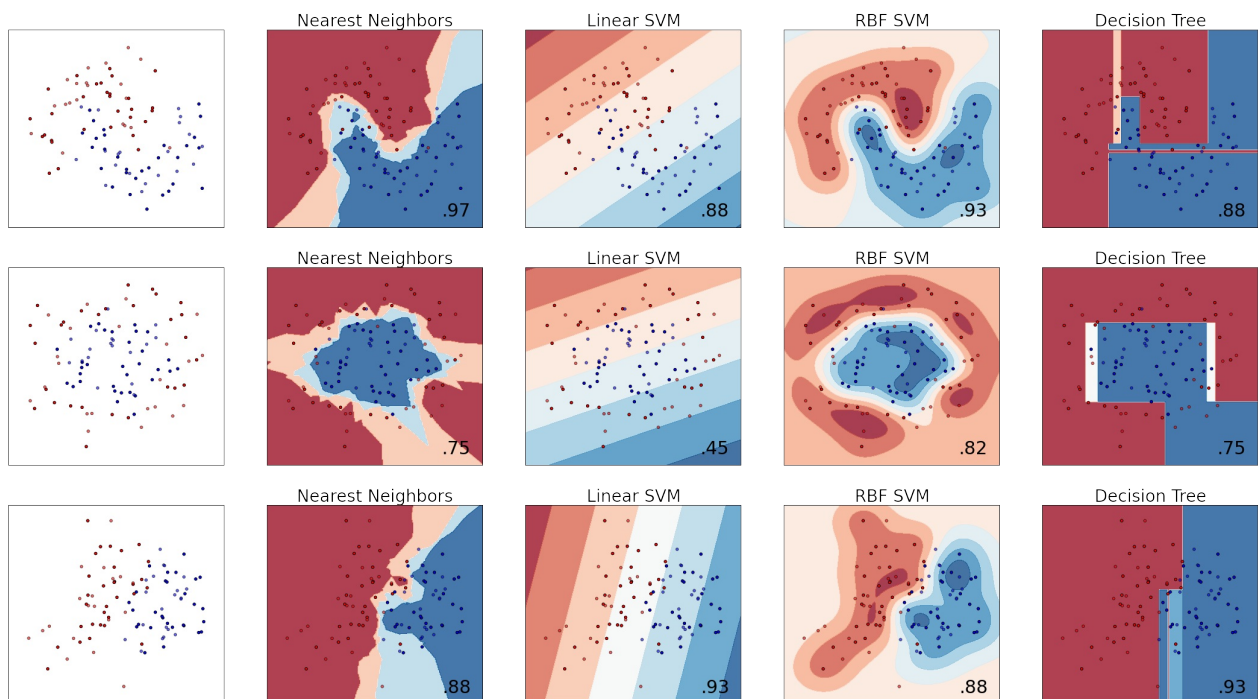 Nearest Neighbors
Linear SVM
RBF SVM
Decision Tree
.97
.88
.93
.88
Nearest Neighbors
Linear SVM
RBF SVM
Decision Tree
.75
.45
.82
.75
Nearest Neighbors
Linear SVM
RBF SVM
Decision Tree
.88
.93
.88
.93